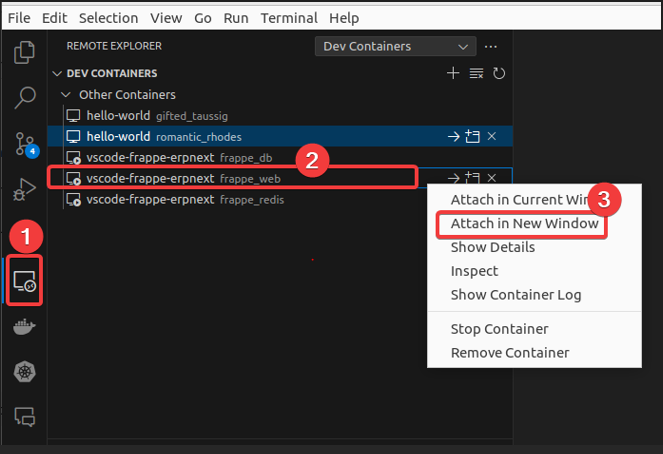 File Edit Selection View Go Run Terminal Help
REMOTE EXPLORER Dev Containers
DEV CONTAINERS
Other Containers
hello-world gifted_taussig
hello-world romantic_rhodes
4
vscode-frappe-erpnext frappe_db
2
vscode-frappe-erpnext frappe_web
vscode-frappe-erpnext frappe_redis
1
Attach in Current Win
3
Attach in New Window
Show Details
Inspect
Show Container Log
Stop Container
Remove Container